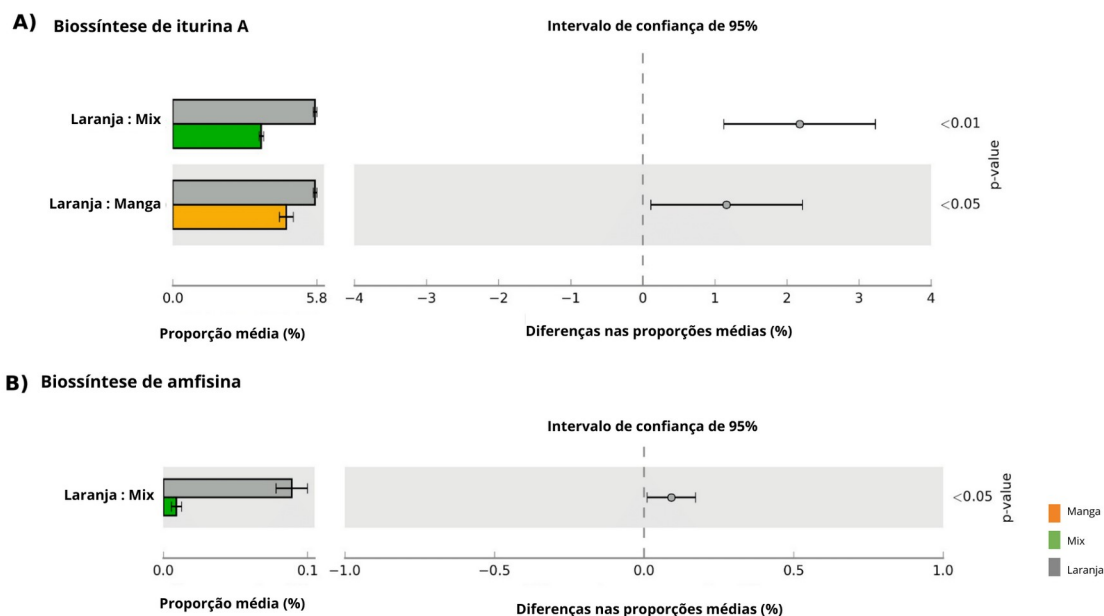 A) Biossíntese de iturina A
Intervalo de confiança de 95%
Laranja : Mix
<0.01
Laranja : Manga
<0.05
p-value
0.0 5.8
−4 −3 −2 −1 0 1 2 3 4
Proporção média (%)
Diferenças nas proporções médias (%)
B) Biossíntese de amfisina
Intervalo de confiança de 95%
Laranja : Mix
<0.05
p-value
Manga
Mix
Laranja
0.0 0.1
−1.0 −0.5 0.0 0.5 1.0
Proporção média (%)
Diferenças nas proporções médias (%)